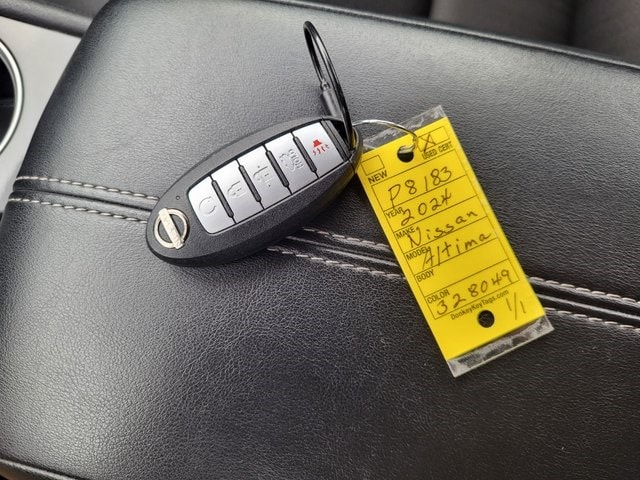 NEW X USED CERT
P8183
YEAR 2024
MAKE Nissan
MODEL Altima
BODY
COLOR 328049
DonkeyKeyTags.com 1/1